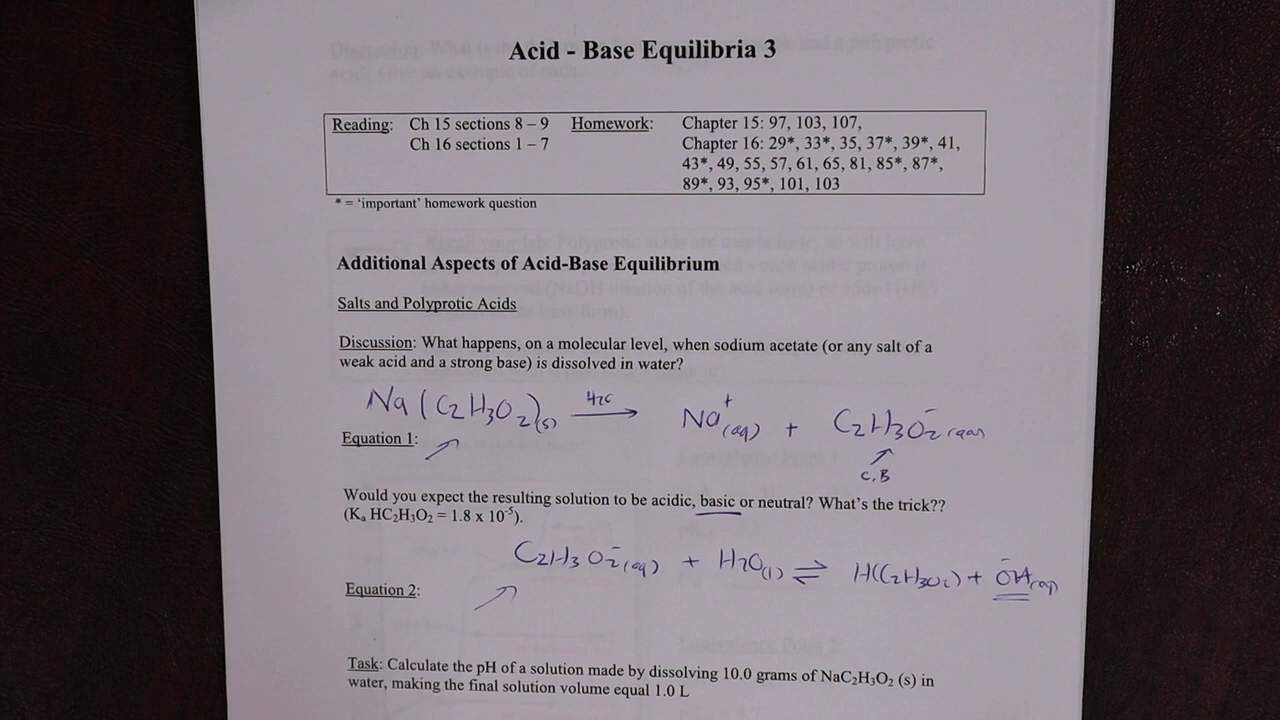 Acid - Base Equilibria 3
Reading: Ch 15 sections 8 – 9 Homework: Chapter 15: 97, 103, 107,
Ch 16 sections 1 – 7 Chapter 16: 29*, 33*, 35, 37*, 39*, 41,
43*, 49, 55, 57, 61, 65, 81, 85*, 87*,
89*, 93, 95*, 101, 103
* = 'important' homework question
Additional Aspects of Acid-Base Equilibrium
Salts and Polyprotic Acids
Discussion: What happens, on a molecular level, when sodium acetate (or any salt of a
weak acid and a strong base) is dissolved in water?
Na(C2H3O2)(s) → Na+(aq) + C2H3O2-(aq)
Equation 1:
C.B
Would you expect the resulting solution to be acidic, basic or neutral? What's the trick??
(Ka HC2H3O2 = 1.8 x 10-5).
C2H3O2-(aq) + H2O(l) ⇌ H(C2H3O2) + OH-(aq)
Equation 2:
Task: Calculate the pH of a solution made by dissolving 10.0 grams of NaC2H3O2 (s) in
water, making the final solution volume equal 1.0 L